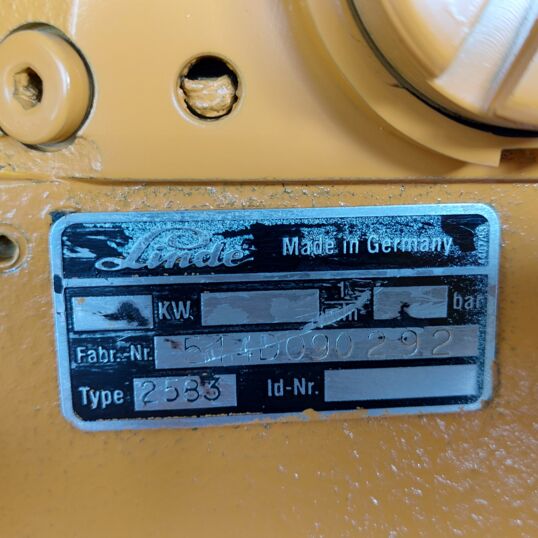 Linde Made in Germany
KW 1/min bar
Fabr.-Nr. 514D090292
Type 2583 Id-Nr.